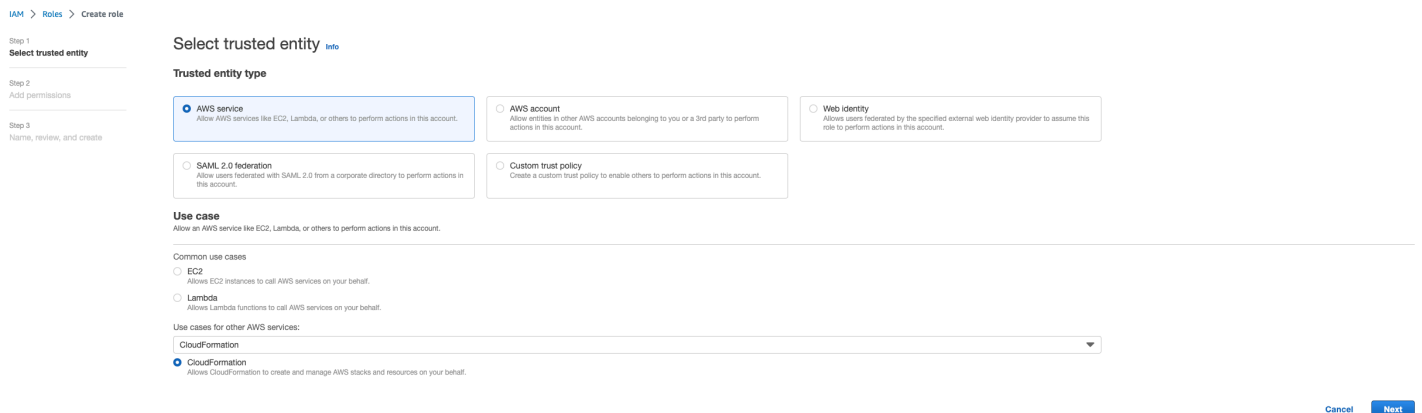 IAM > Roles > Create role
Step 1
Select trusted entity
Step 2
Add permissions
Step 3
Name, review, and create
Select trusted entity Info
Trusted entity type
AWS service
Allow AWS services like EC2, Lambda, or others to perform actions in this account.
AWS account
Allow entities in other AWS accounts belonging to you or a 3rd party to perform
actions in this account.
Web identity
Allows users federated by the specified external web identity provider to assume this
role to perform actions in this account.
SAML 2.0 federation
Allow users federated with SAML 2.0 from a corporate directory to perform actions in
this account.
Custom trust policy
Create a custom trust policy to enable others to perform actions in this account.
Use case
Allow an AWS service like EC2, Lambda, or others to perform actions in this account.
Common use cases
EC2
Allows EC2 instances to call AWS services on your behalf.
Lambda
Allows Lambda functions to call AWS services on your behalf.
Use cases for other AWS services:
CloudFormation
CloudFormation
Allows CloudFormation to create and manage AWS stacks and resources on your behalf.
Cancel Next